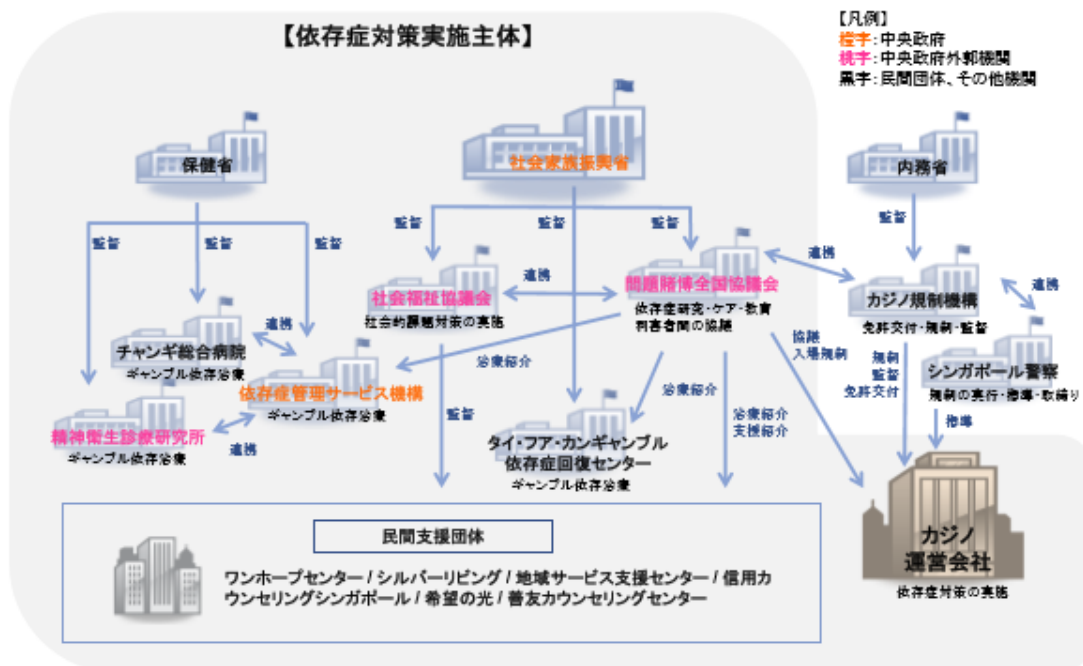 【依存症対策実施主体】
【凡例】
橙字：中央政府
桃字：中央政府外郭機関
黒字：民間団体、その他機関
保健省
社会家族振興省
内務省
監督
監督
監督
監督
監督
監督
監督
社会福祉協議会
社会的課題対策の実施
連携
問題賭博全国協議会
依存症研究・ケア・教育
利害者間の協議
連携
カジノ規制機構
免許交付・規制・監督
連携
チャンギ総合病院
ギャンブル依存治療
連携
依存症管理サービス機構
ギャンブル依存治療
治療紹介
協議
入場規制
規制
監督
免許交付
シンガポール警察
規制の実行・指導・取締り
精神衛生診療研究所
ギャンブル依存治療
連携
監督
治療紹介
治療紹介
支援紹介
指導
タイ・フア・カンギャンブル
依存症回復センター
ギャンブル依存治療
民間支援団体
ワンホープセンター / シルバーリビング / 地域サービス支援センター / 信用カ
ウンセリングシンガポール / 希望の光 / 善友カウンセリングセンター
カジノ
運営会社
依存症対策の実施